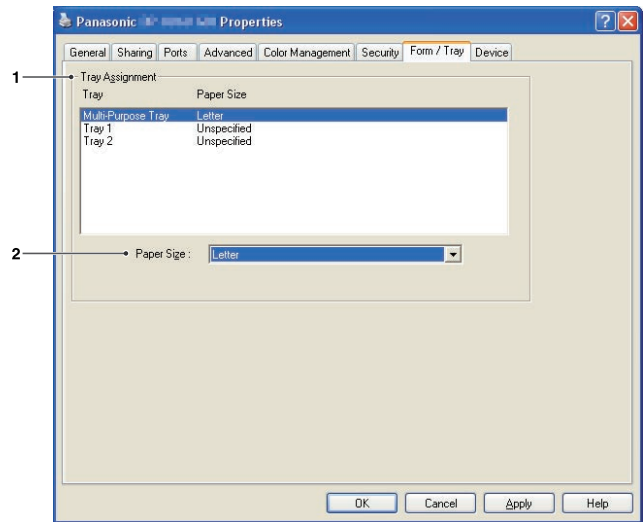 Panasonic Properties
General Sharing Ports Advanced Color Management Security Form / Tray Device
1
Tray Assignment
Tray Paper Size
Multi-Purpose Tray Letter
Tray 1 Unspecified
Tray 2 Unspecified
2
Paper Size : Letter
OK Cancel Apply Help